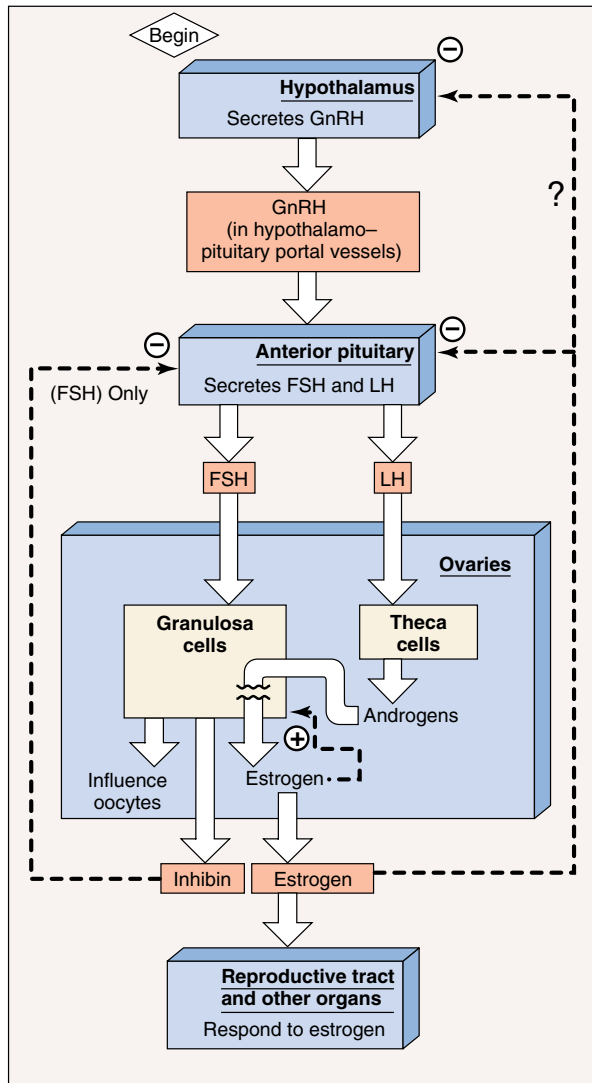 Begin
−
Hypothalamus
Secretes GnRH
?
GnRH
(in hypothalamo–
pituitary portal vessels)
−
−
Anterior pituitary
(FSH) Only
Secretes FSH and LH
FSH
LH
Ovaries
Granulosa
cells
Theca
cells
Androgens
+
Influence
oocytes
Estrogen
Inhibin
Estrogen
Reproductive tract
and other organs
Respond to estrogen